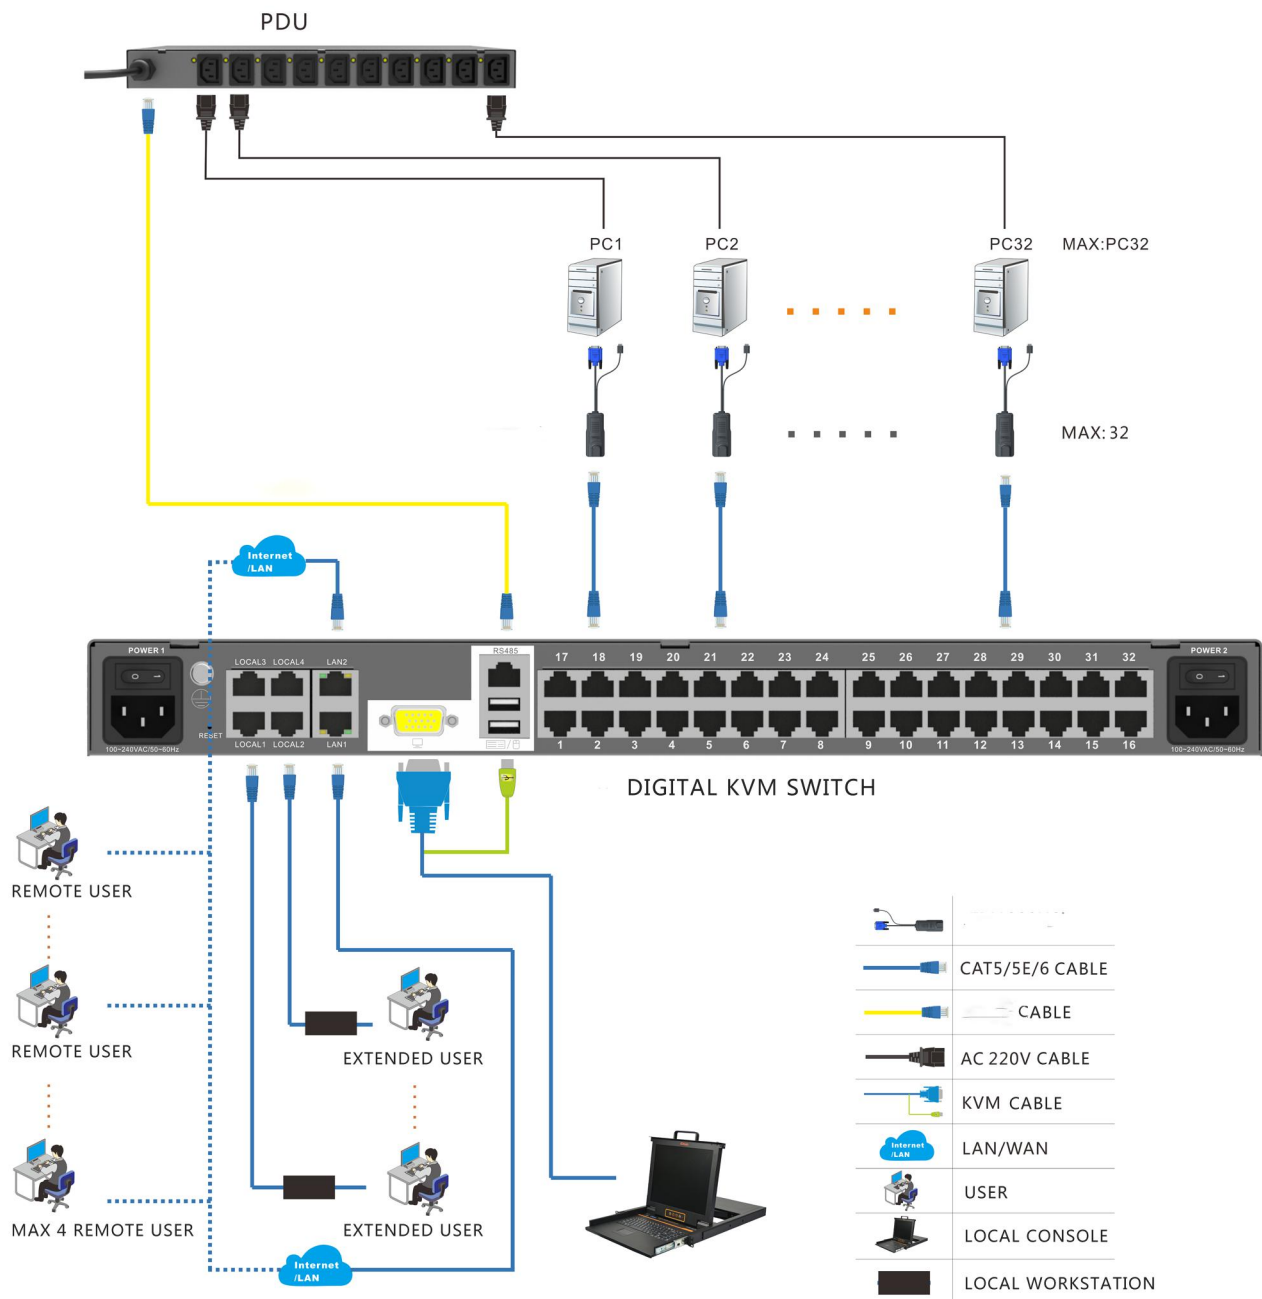 PDU
PC1
PC2
PC32
MAX:PC32
MAX:32
Internet
/LAN
POWER 1
100~240VAC/50~60Hz
RESET
LOCAL3 LOCAL4
LAN2
LOCAL1 LOCAL2
LAN1
RS485
17 18 19 20 21 22 23 24
25 26 27 28 29 30 31 32
1 2 3 4 5 6 7 8
9 10 11 12 13 14 15 16
POWER 2
100~240VAC/50~60Hz
DIGITAL KVM SWITCH
REMOTE USER
REMOTE USER
MAX 4 REMOTE USER
EXTENDED USER
EXTENDED USER
Internet
/LAN
CAT5/5E/6 CABLE
CABLE
AC 220V CABLE
KVM CABLE
Internet
/LAN
LAN/WAN
USER
LOCAL CONSOLE
LOCAL WORKSTATION